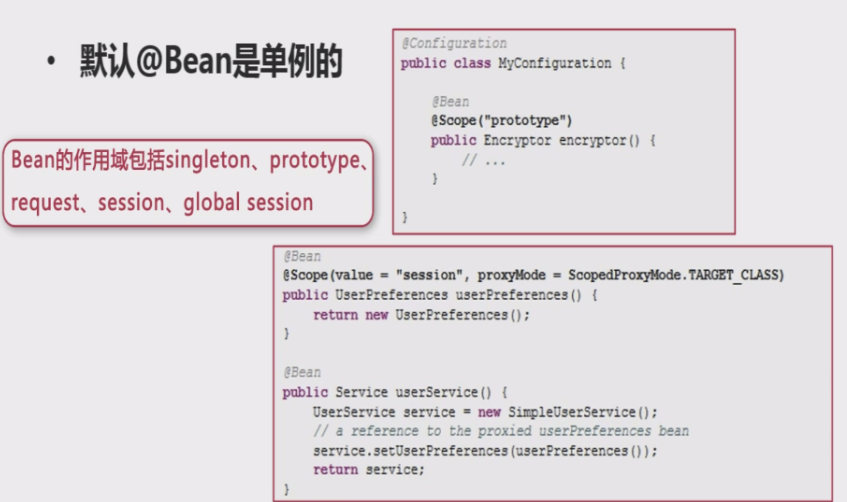 • 默认@Bean是单例的
Bean的作用域包括singleton、prototype、
request、session、global session
@Configuration
public class MyConfiguration {
@Bean
@Scope("prototype")
public Encryptor encryptor() {
// ...
}
}
@Bean
@Scope(value = "session", proxyMode = ScopedProxyMode.TARGET_CLASS)
public UserPreferences userPreferences() {
return new UserPreferences();
}
@Bean
public Service userService() {
UserService service = new SimpleUserService();
// a reference to the proxied userPreferences bean
service.setUserPreferences(userPreferences());
return service;
}